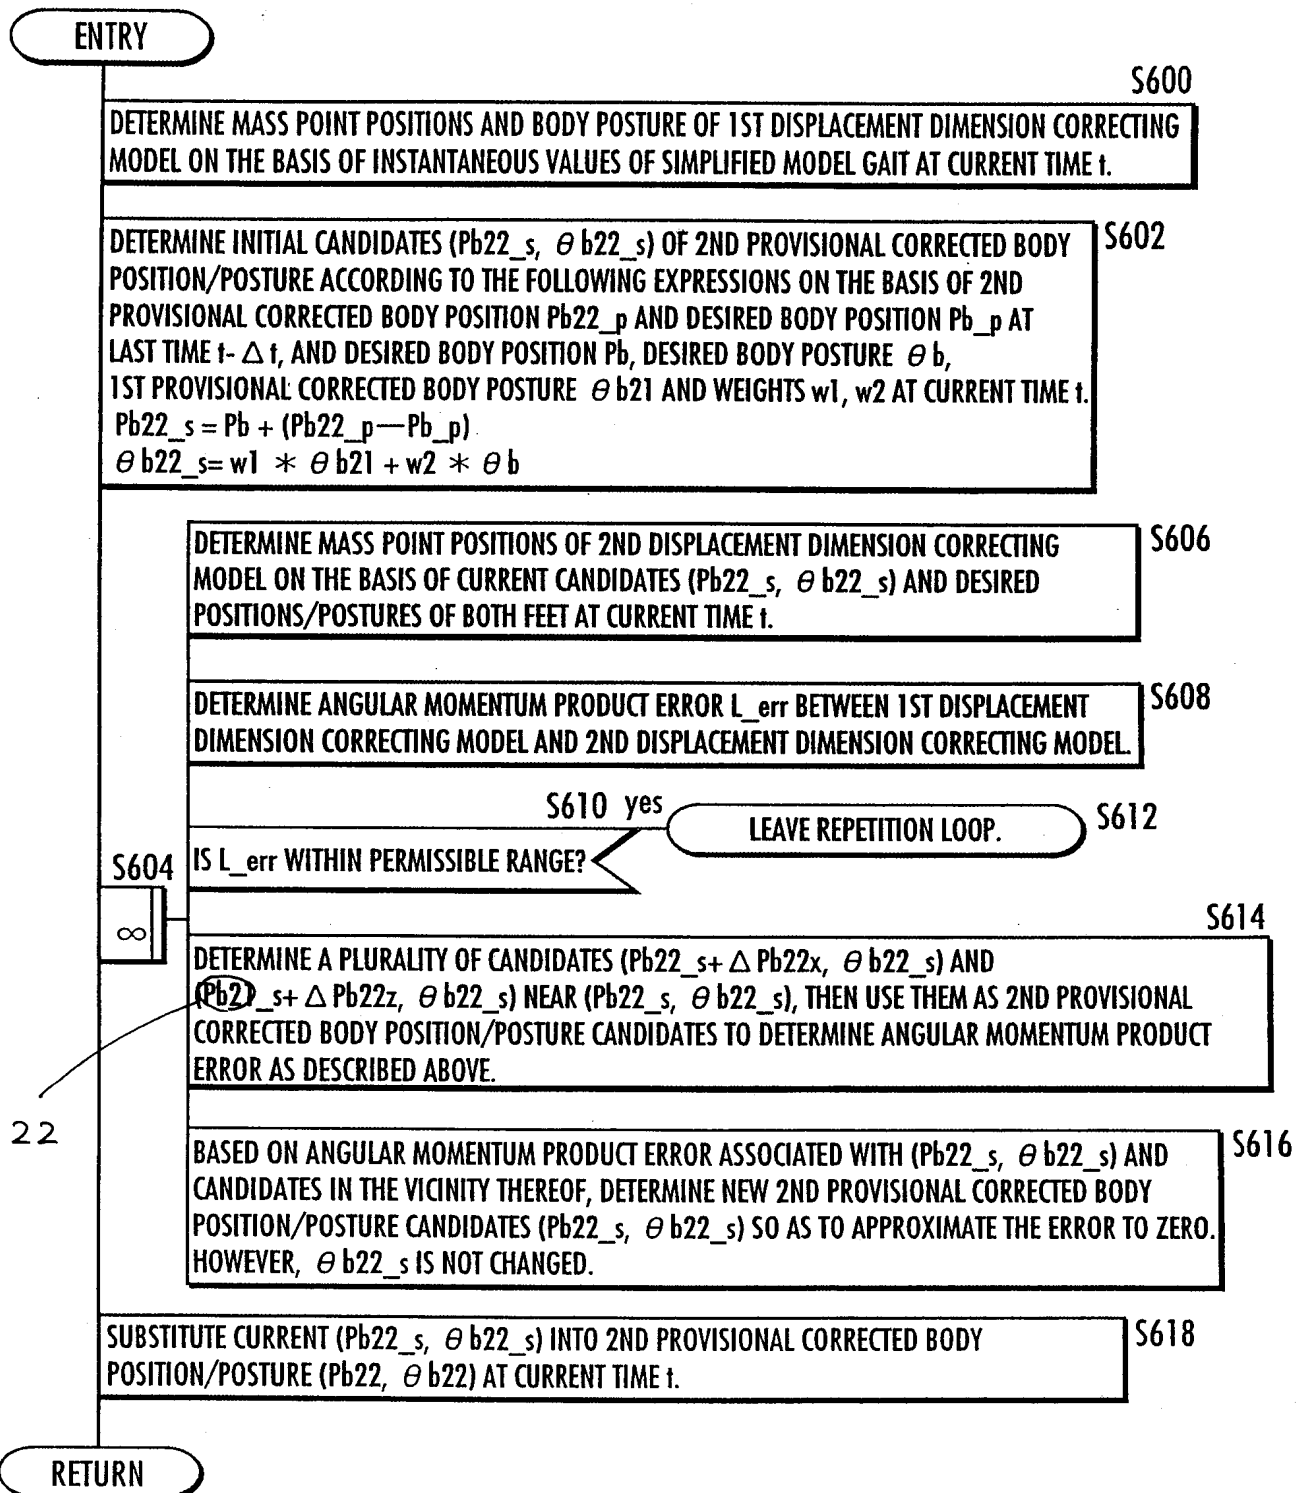 ENTRY
S600
DETERMINE MASS POINT POSITIONS AND BODY POSTURE OF 1ST DISPLACEMENT DIMENSION CORRECTING
MODEL ON THE BASIS OF INSTANTANEOUS VALUES OF SIMPLIFIED MODEL GAIT AT CURRENT TIME t.
S602
DETERMINE INITIAL CANDIDATES (Pb22_s, θb22_s) OF 2ND PROVISIONAL CORRECTED BODY
POSITION/POSTURE ACCORDING TO THE FOLLOWING EXPRESSIONS ON THE BASIS OF 2ND
PROVISIONAL CORRECTED BODY POSITION Pb22_p AND DESIRED BODY POSITION Pb_p AT
LAST TIME t-Δt, AND DESIRED BODY POSITION Pb, DESIRED BODY POSTURE θb,
1ST PROVISIONAL CORRECTED BODY POSTURE θb21 AND WEIGHTS w1, w2 AT CURRENT TIME t.
Pb22_s = Pb + (Pb22_p—Pb_p)
θb22_s= w1 * θb21 + w2 * θb
S606
DETERMINE MASS POINT POSITIONS OF 2ND DISPLACEMENT DIMENSION CORRECTING
MODEL ON THE BASIS OF CURRENT CANDIDATES (Pb22_s, θb22_s) AND DESIRED
POSITIONS/POSTURES OF BOTH FEET AT CURRENT TIME t.
S608
DETERMINE ANGULAR MOMENTUM PRODUCT ERROR L_err BETWEEN 1ST DISPLACEMENT
DIMENSION CORRECTING MODEL AND 2ND DISPLACEMENT DIMENSION CORRECTING MODEL.
S610 yes
LEAVE REPETITION LOOP.
S612
IS L_err WITHIN PERMISSIBLE RANGE?
S604
∞
S614
DETERMINE A PLURALITY OF CANDIDATES (Pb22_s+ΔPb22x, θb22_s) AND
(Pb21_s+ΔPb22z, θb22_s) NEAR (Pb22_s, θb22_s), THEN USE THEM AS 2ND PROVISIONAL
CORRECTED BODY POSITION/POSTURE CANDIDATES TO DETERMINE ANGULAR MOMENTUM PRODUCT
ERROR AS DESCRIBED ABOVE.
22
S616
BASED ON ANGULAR MOMENTUM PRODUCT ERROR ASSOCIATED WITH (Pb22_s, θb22_s) AND
CANDIDATES IN THE VICINITY THEREOF, DETERMINE NEW 2ND PROVISIONAL CORRECTED BODY
POSITION/POSTURE CANDIDATES (Pb22_s, θb22_s) SO AS TO APPROXIMATE THE ERROR TO ZERO.
HOWEVER, θb22_s IS NOT CHANGED.
S618
SUBSTITUTE CURRENT (Pb22_s, θb22_s) INTO 2ND PROVISIONAL CORRECTED BODY
POSITION/POSTURE (Pb22, θb22) AT CURRENT TIME t.
RETURN